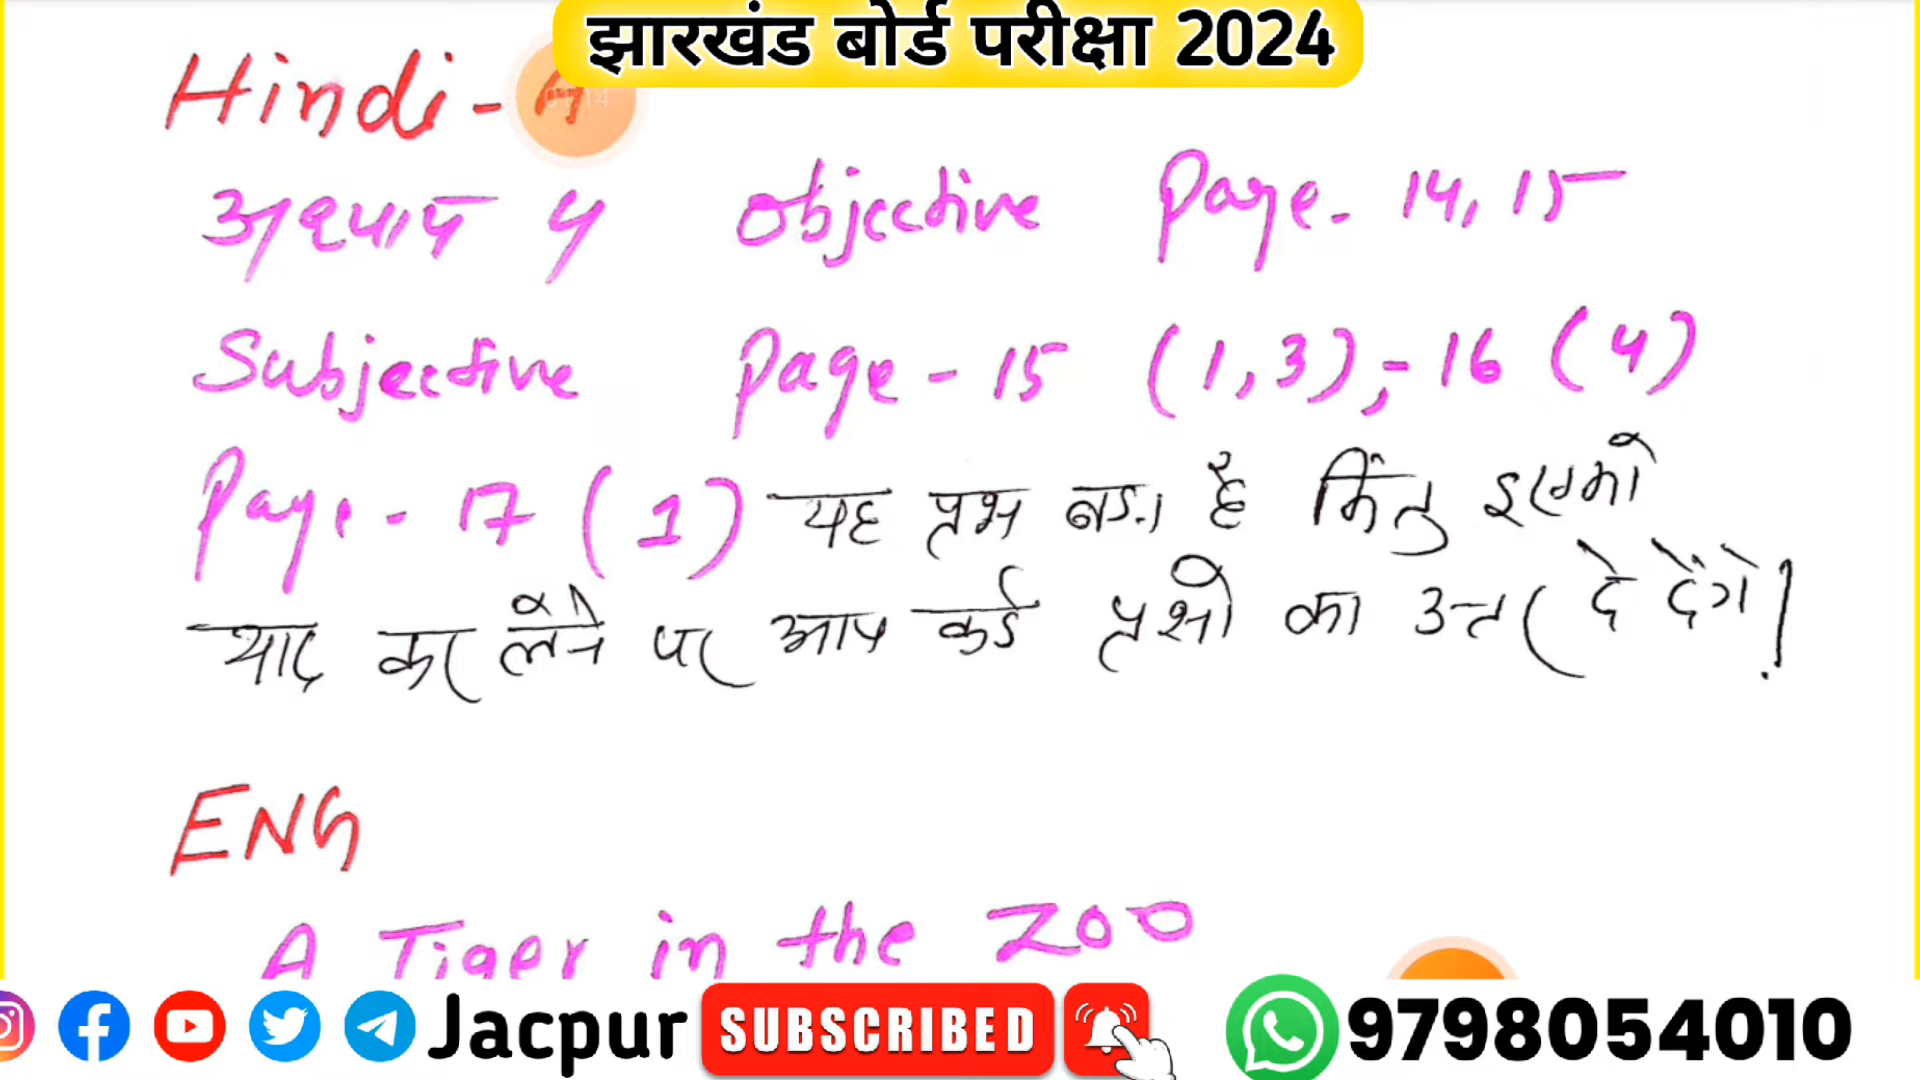 झारखंड बोर्ड परीक्षा 2024
Hindi - A
अध्याय 4 Objective Page - 14, 15
Subjective Page - 15 (1, 3), - 16 (4)
Page - 17 (1) यह प्रश्न बड़ा है किंतु इसको
याद कर लेने पर आप कई प्रश्नो का उत्तर दे देंगे!
ENG
A Tiger in the Zoo
Jacpur SUBSCRIBED 9798054010